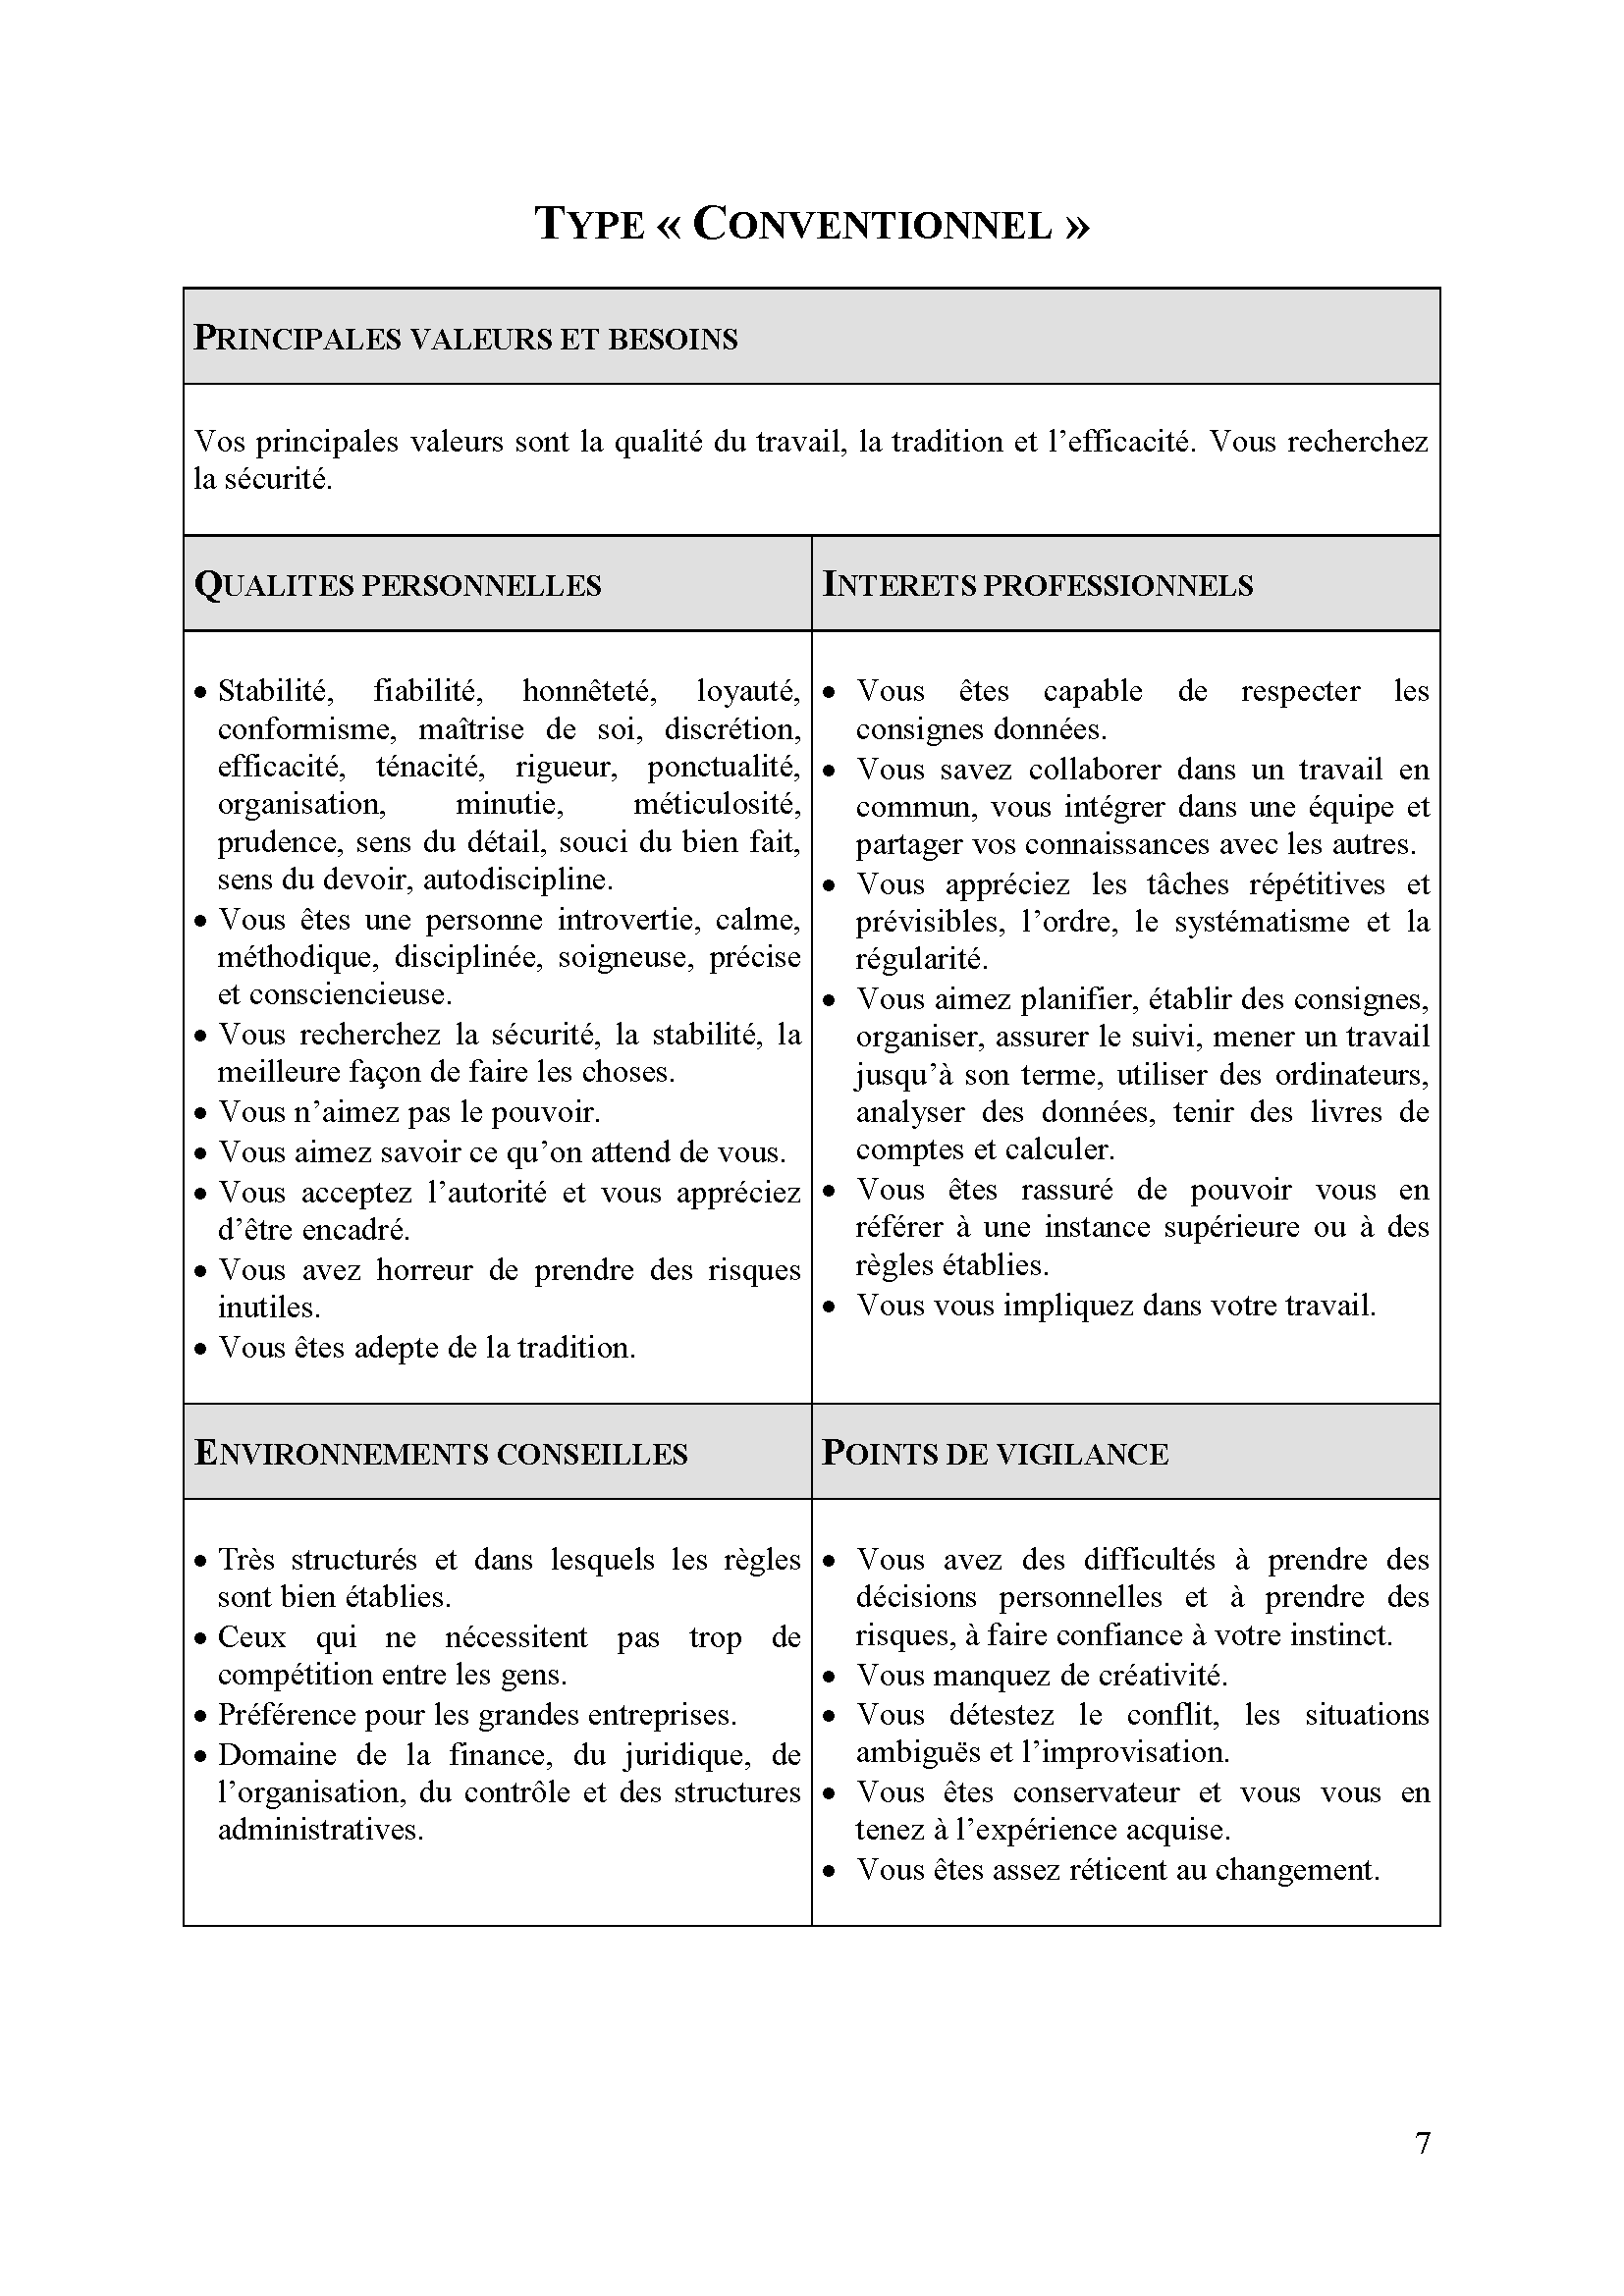 TYPE « CONVENTIONNEL »
PRINCIPALES VALEURS ET BESOINS
Vos principales valeurs sont la qualité du travail, la tradition et l’efficacité. Vous recherchez
la sécurité.
QUALITES PERSONNELLES
• Stabilité, fiabilité, honnêteté, loyauté,
conformisme, maîtrise de soi, discrétion,
efficacité, ténacité, rigueur, ponctualité,
organisation, minutie, méticulosité,
prudence, sens du détail, souci du bien fait,
sens du devoir, autodiscipline.
• Vous êtes une personne introvertie, calme,
méthodique, disciplinée, soigneuse, précise
et consciencieuse.
• Vous recherchez la sécurité, la stabilité, la
meilleure façon de faire les choses.
• Vous n’aimez pas le pouvoir.
• Vous aimez savoir ce qu’on attend de vous.
• Vous acceptez l’autorité et vous appréciez
d’être encadré.
• Vous avez horreur de prendre des risques
inutiles.
• Vous êtes adepte de la tradition.
INTERETS PROFESSIONNELS
• Vous êtes capable de respecter les
consignes données.
• Vous savez collaborer dans un travail en
commun, vous intégrer dans une équipe et
partager vos connaissances avec les autres.
• Vous appréciez les tâches répétitives et
prévisibles, l’ordre, le systématisme et la
régularité.
• Vous aimez planifier, établir des consignes,
organiser, assurer le suivi, mener un travail
jusqu’à son terme, utiliser des ordinateurs,
analyser des données, tenir des livres de
comptes et calculer.
• Vous êtes rassuré de pouvoir vous en
référer à une instance supérieure ou à des
règles établies.
• Vous vous impliquez dans votre travail.
ENVIRONNEMENTS CONSEILLES
• Très structurés et dans lesquels les règles
sont bien établies.
• Ceux qui ne nécessitent pas trop de
compétition entre les gens.
• Préférence pour les grandes entreprises.
• Domaine de la finance, du juridique, de
l’organisation, du contrôle et des structures
administratives.
POINTS DE VIGILANCE
• Vous avez des difficultés à prendre des
décisions personnelles et à prendre des
risques, à faire confiance à votre instinct.
• Vous manquez de créativité.
• Vous détestez le conflit, les situations
ambiguës et l’improvisation.
• Vous êtes conservateur et vous vous en
tenez à l’expérience acquise.
• Vous êtes assez réticent au changement.
7